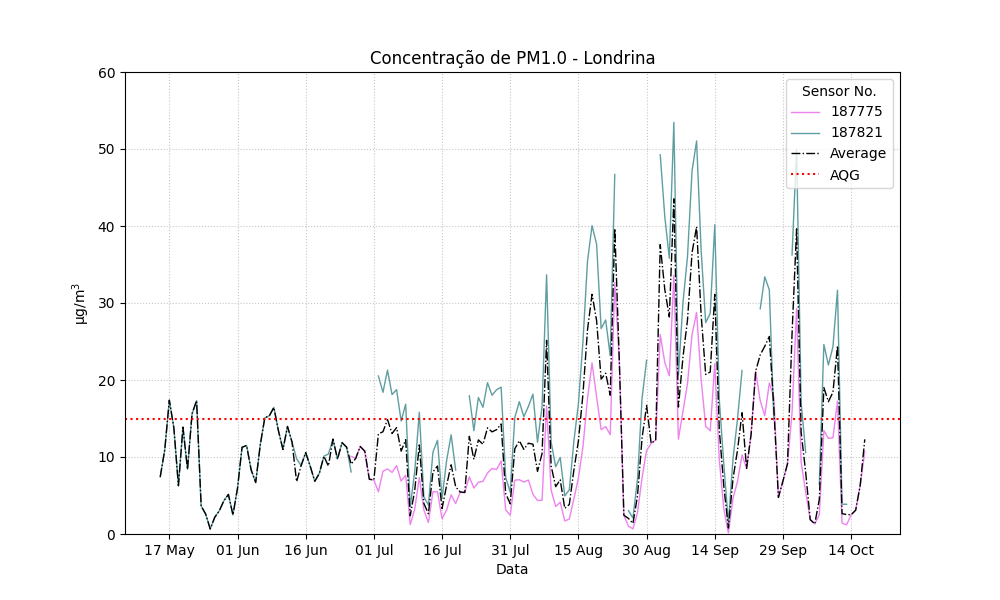 Concentração de PM1.0 - Londrina
µg/m³
60
50
40
30
20
10
0
Sensor No.
187775
187821
Average
AQG
17 May 01 Jun 16 Jun 01 Jul 16 Jul 31 Jul 15 Aug 30 Aug 14 Sep 29 Sep 14 Oct
Data